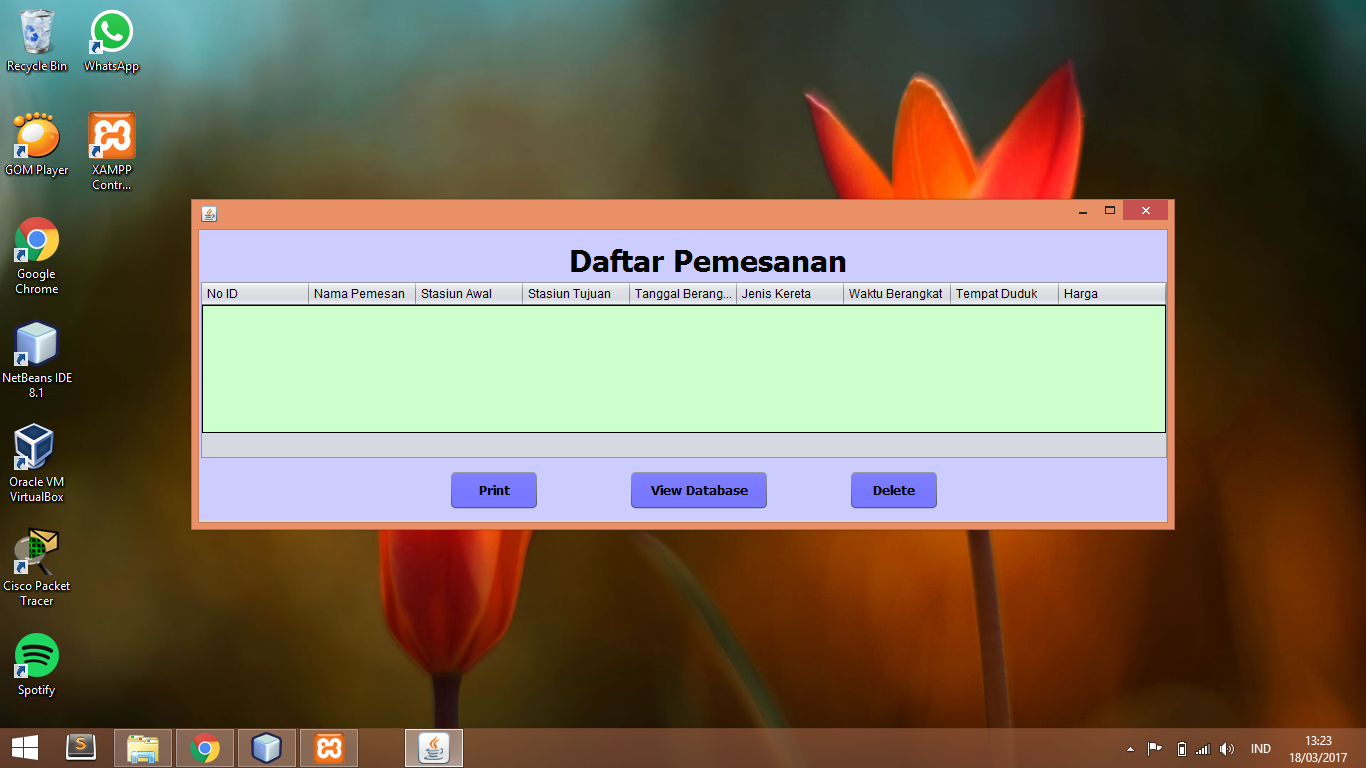 Recycle Bin
WhatsApp
GOM Player
XAMPP
Contr...
Google
Chrome
NetBeans IDE
8.1
Oracle VM
VirtualBox
Cisco Packet
Tracer
Spotify
Daftar Pemesanan
No ID Nama Pemesan Stasiun Awal Stasiun Tujuan Tanggal Berang... Jenis Kereta Waktu Berangkat Tempat Duduk Harga
Print View Database Delete
IND
13:23
18/03/2017